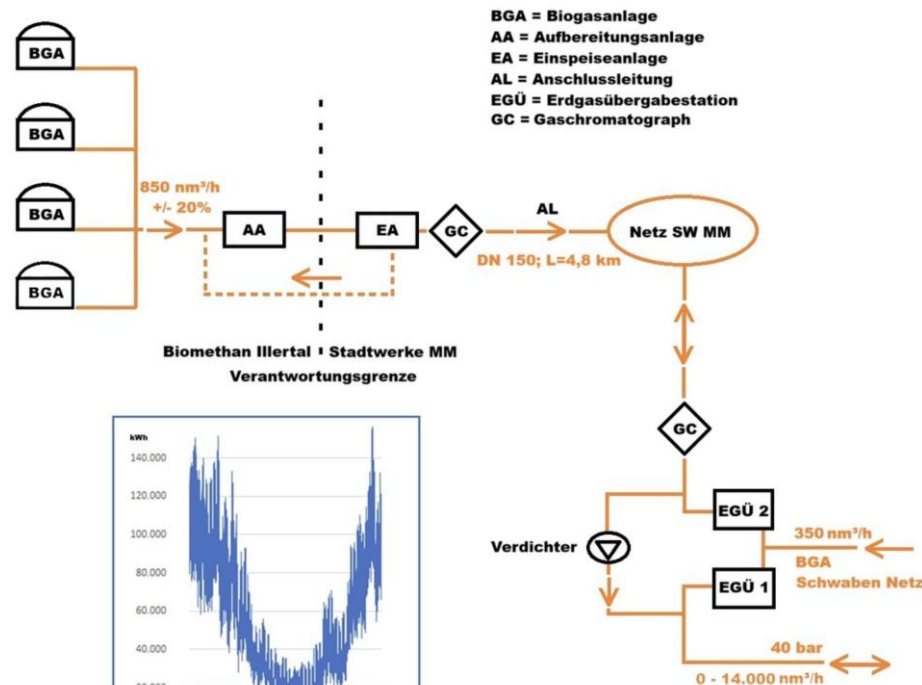 BGA = Biogasanlage
AA = Aufbereitungsanlage
EA = Einspeiseanlage
AL = Anschlussleitung
EGÜ = Erdgasübergabestation
GC = Gaschromatograph
BGA
BGA
BGA
BGA
850 nm³/h
+/- 20%
AA
EA
GC
AL
DN 150; L=4,8 km
Netz SW MM
Biomethan Illertal
Stadtwerke MM
Verantwortungsgrenze
GC
Verdichter
EGÜ 2
350 nm³/h
BGA
Schwaben Netz
EGÜ 1
40 bar
0 - 14.000 nm³/h
kWh
140.000
120.000
100.000
80.000
60.000
40.000